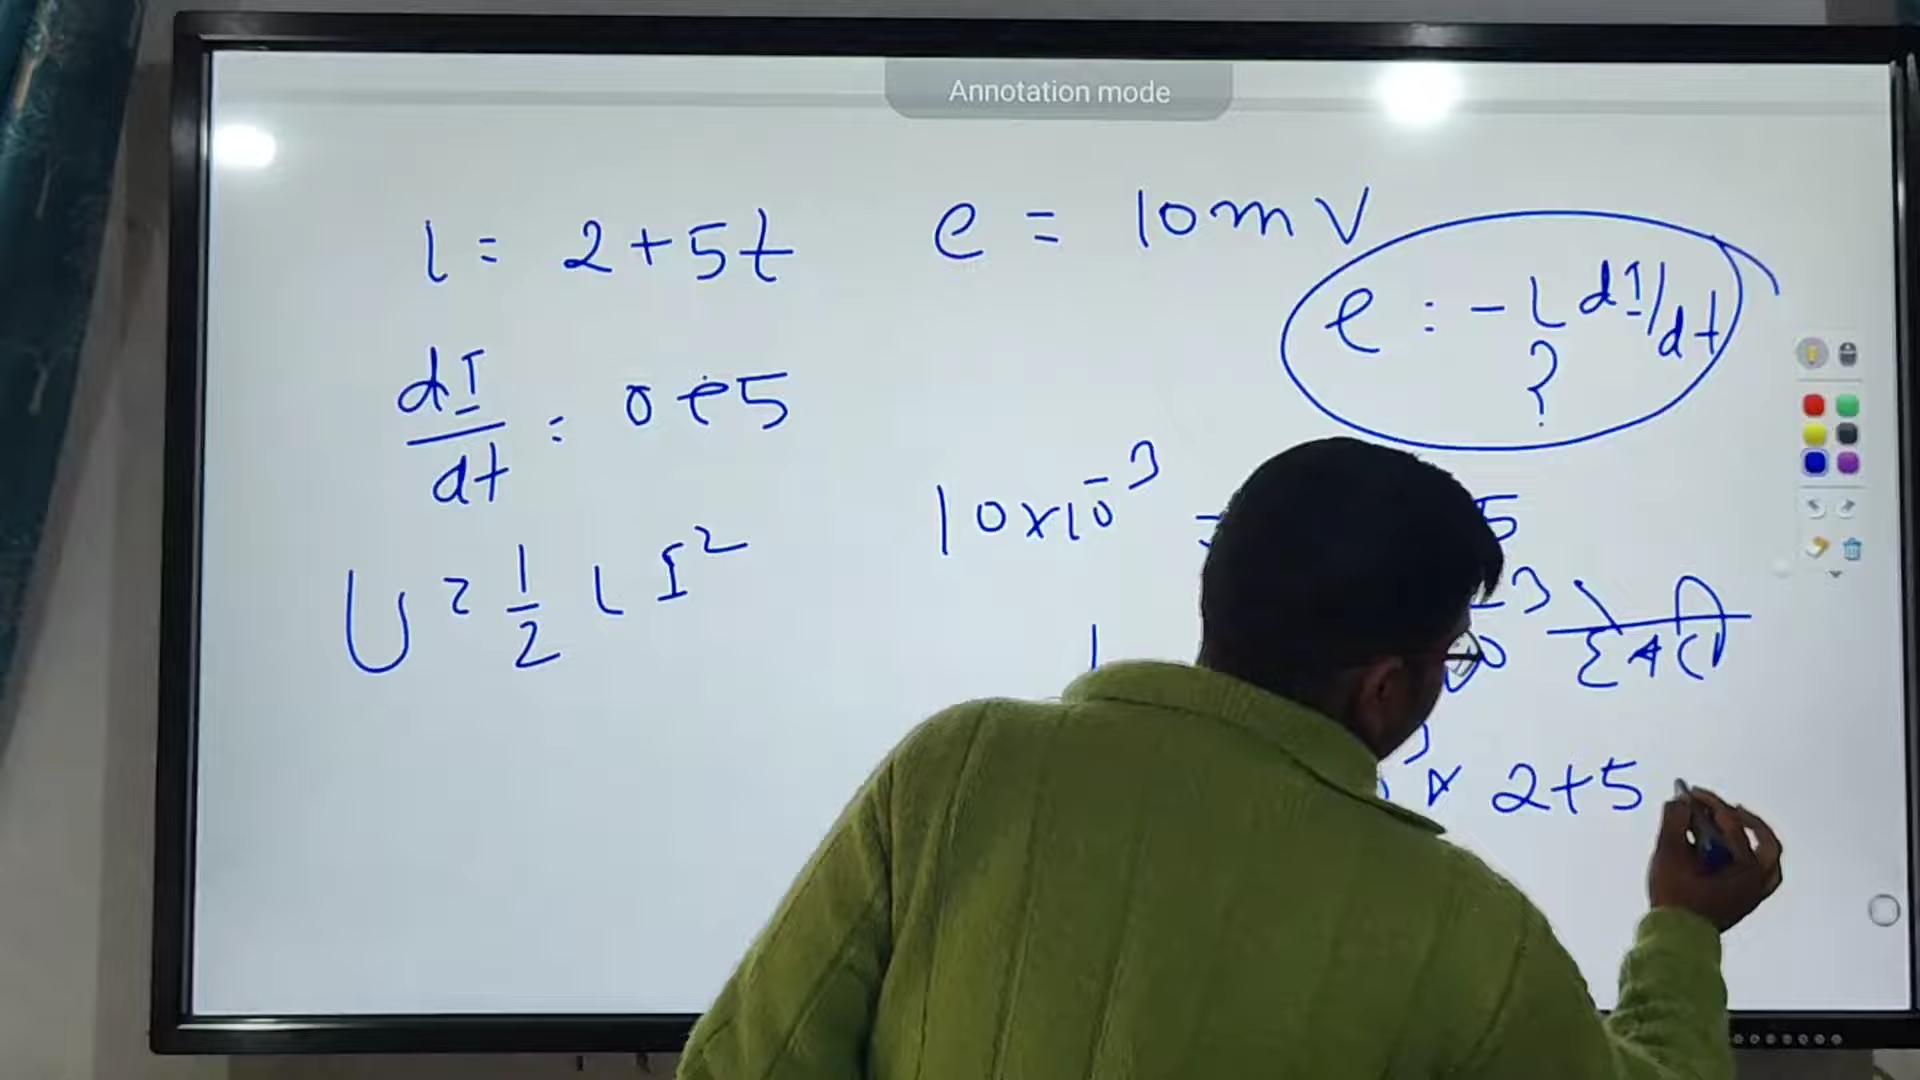 Annotation mode
I = 2+5t
e = 10mV
e = -L dI/dt
?
dI/dt = 0+5
10×10⁻³ =
5
U = 1/2 L I²
× 2+5